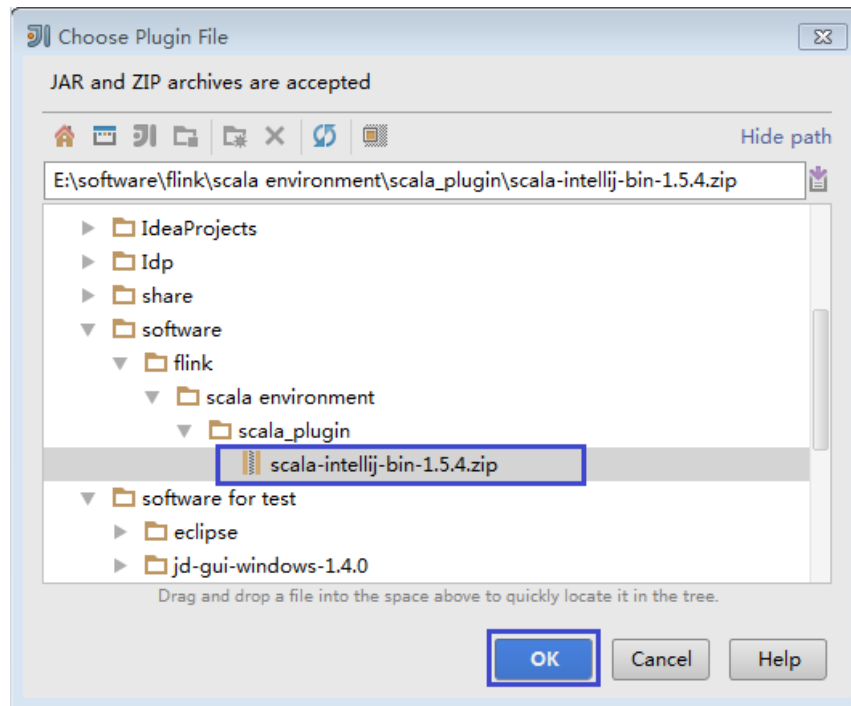 Choose Plugin File
JAR and ZIP archives are accepted
Hide path
E:\software\flink\scala environment\scala_plugin\scala-intellij-bin-1.5.4.zip
IdeaProjects
Idp
share
software
flink
scala environment
scala_plugin
scala-intellij-bin-1.5.4.zip
software for test
eclipse
jd-gui-windows-1.4.0
Drag and drop a file into the space above to quickly locate it in the tree.
OK Cancel Help